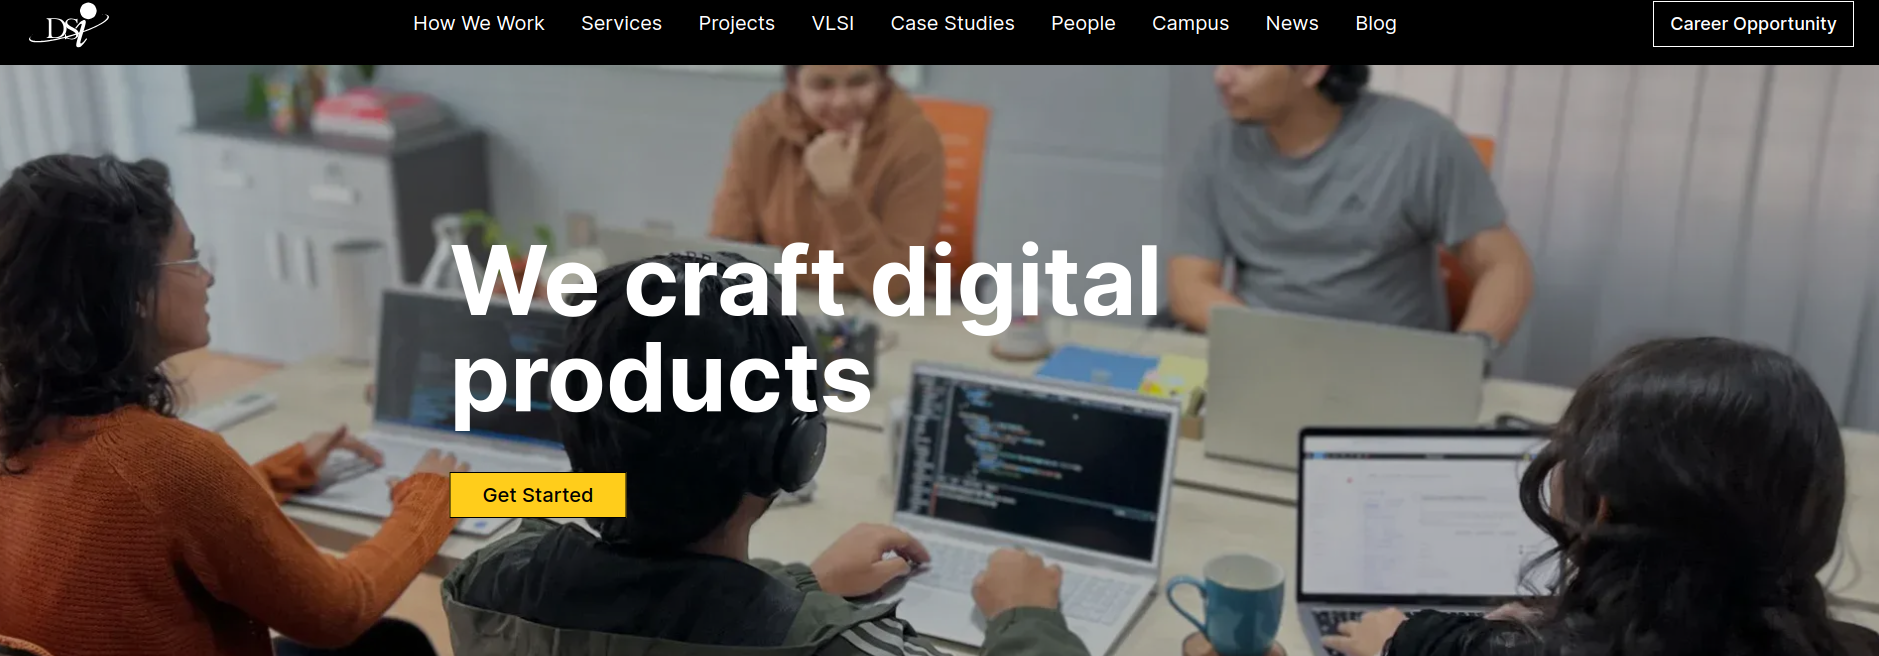 DSi
How We Work Services Projects VLSI Case Studies People Campus News Blog Career Opportunity
We craft digital
products
Get Started